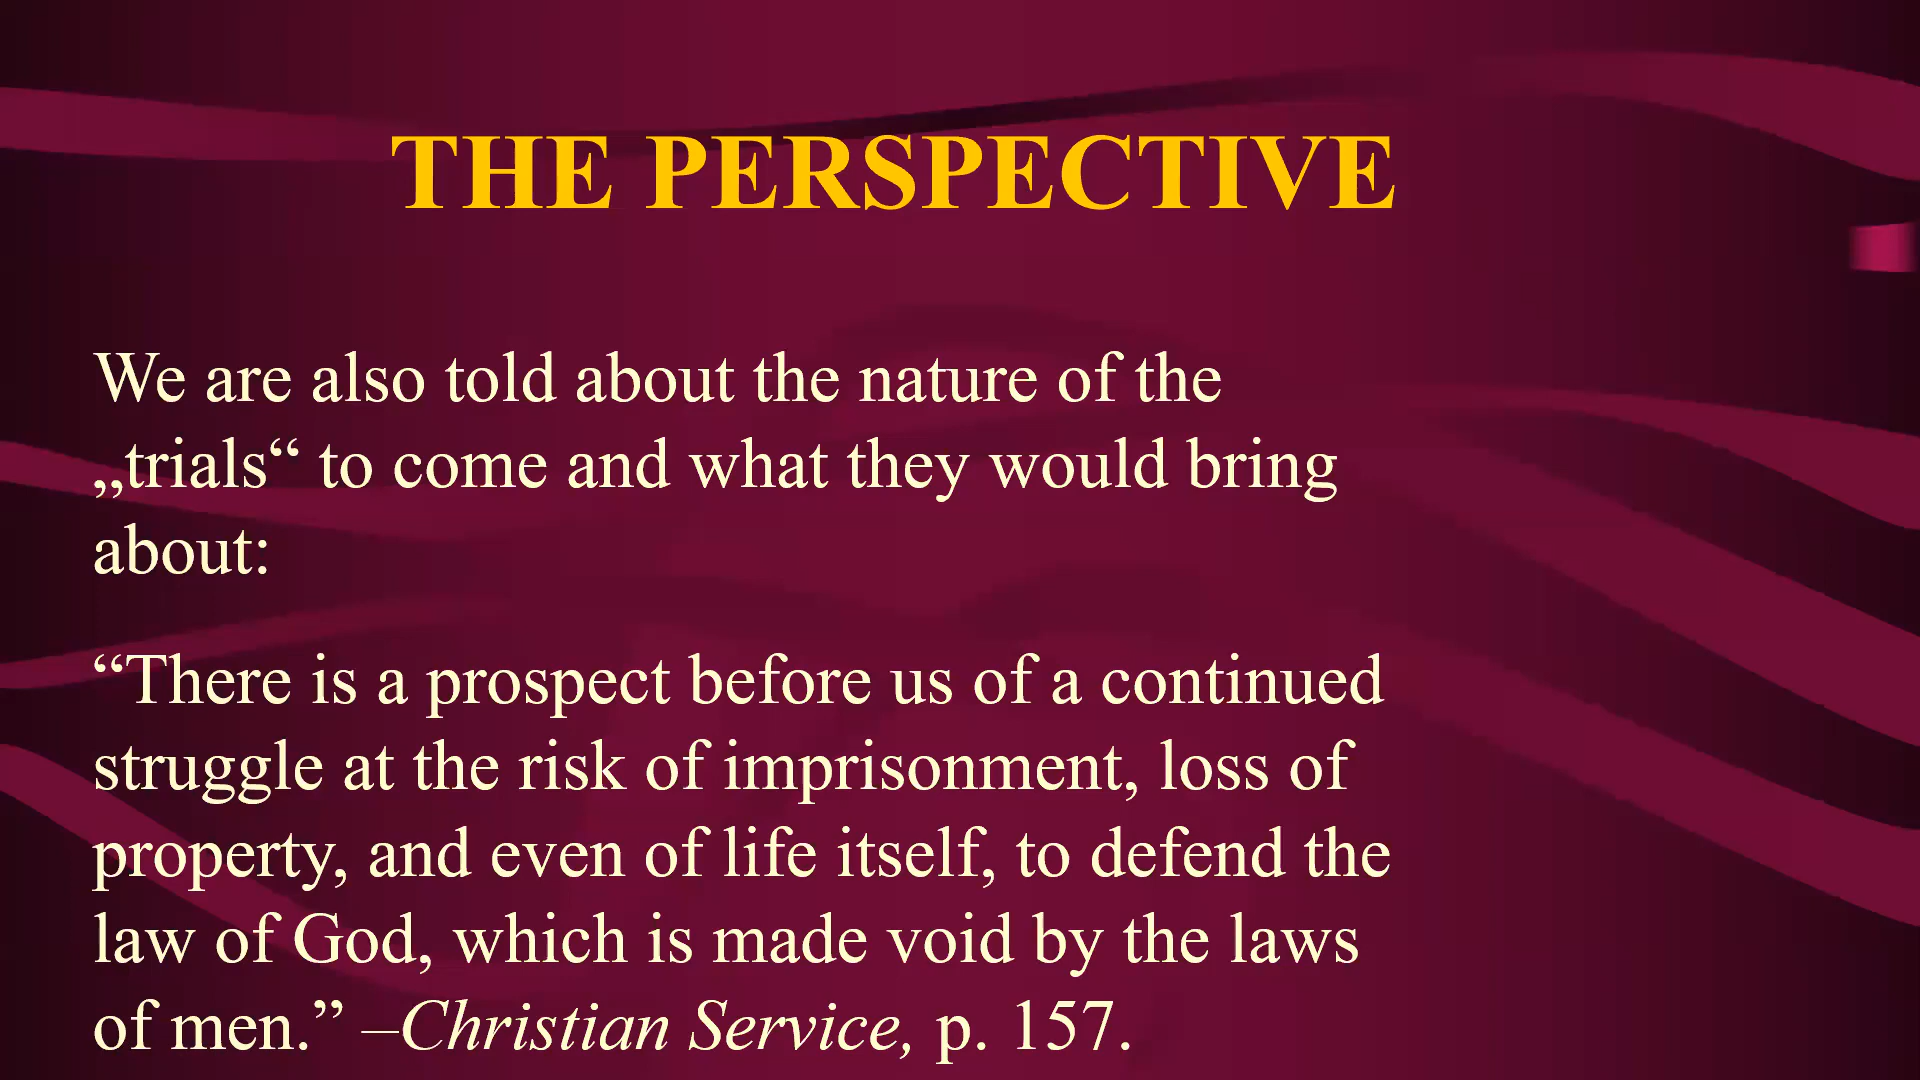 THE PERSPECTIVE
We are also told about the nature of the
„trials“ to come and what they would bring
about:
“There is a prospect before us of a continued
struggle at the risk of imprisonment, loss of
property, and even of life itself, to defend the
law of God, which is made void by the laws
of men.” –Christian Service, p. 157.